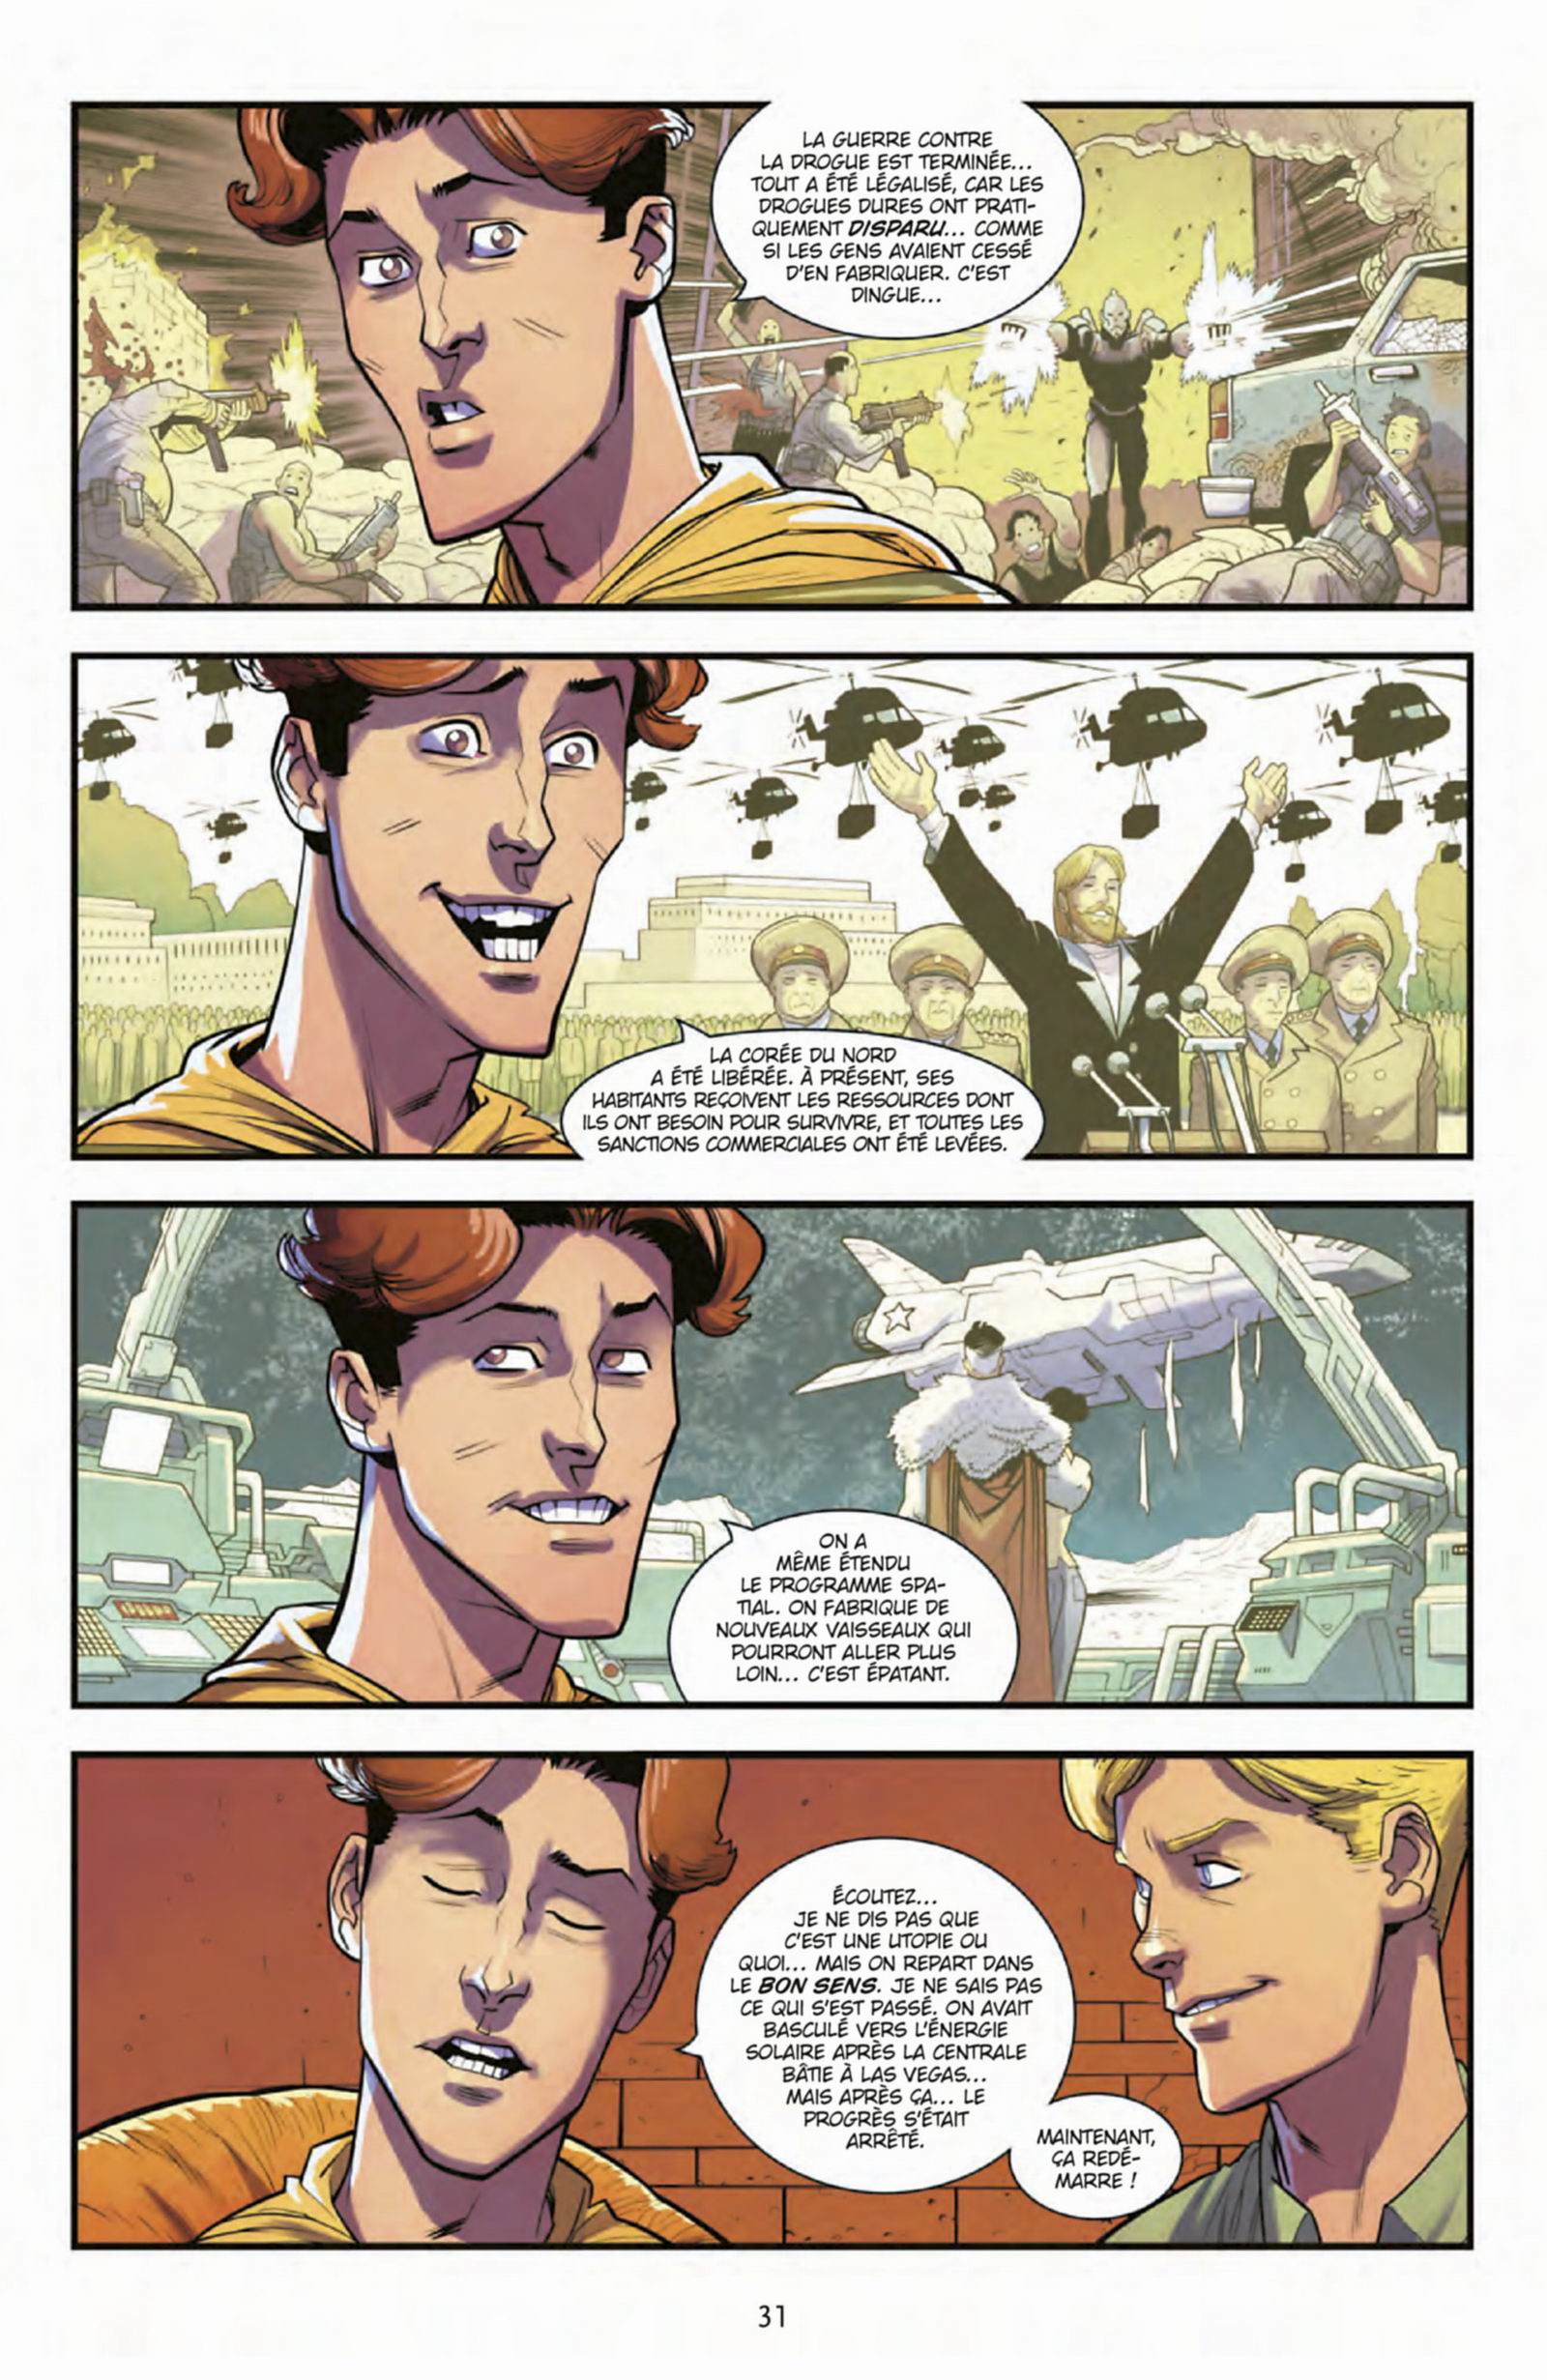 LA GUERRE CONTRE
LA DROGUE EST TERMINÉE...
TOUT A ÉTÉ LÉGALISÉ, CAR LES
DROGUES DURES ONT PRATI-
QUEMENT DISPARU... COMME
SI LES GENS AVAIENT CESSÉ
D'EN FABRIQUER. C'EST
DINGUE...
LA CORÉE DU NORD
A ÉTÉ LIBÉRÉE. À PRÉSENT, SES
HABITANTS REÇOIVENT LES RESSOURCES DONT
ILS ONT BESOIN POUR SURVIVRE, ET TOUTES LES
SANCTIONS COMMERCIALES ONT ÉTÉ LEVÉES.
ON A
MÊME ÉTENDU
LE PROGRAMME SPA-
TIAL. ON FABRIQUE DE
NOUVEAUX VAISSEAUX QUI
POURRONT ALLER PLUS
LOIN... C'EST ÉPATANT.
ÉCOUTEZ...
JE NE DIS PAS QUE
C'EST UNE UTOPIE OU
QUOI... MAIS ON REPART DANS
LE BON SENS. JE NE SAIS PAS
CE QUI S'EST PASSÉ. ON AVAIT
BASCULÉ VERS L'ÉNERGIE
SOLAIRE APRÈS LA CENTRALE
BÂTIE À LAS VEGAS...
MAIS APRÈS ÇA... LE
PROGRÈS S'ÉTAIT
ARRÊTÉ.
MAINTENANT,
ÇA REDÉ-
MARRE !
31